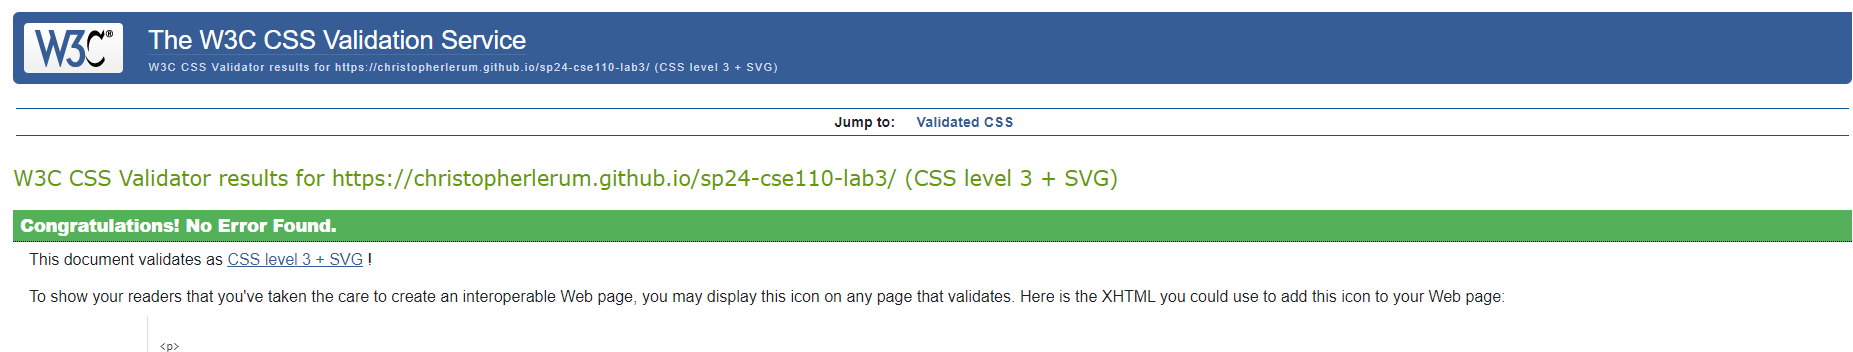 W3C®
The W3C CSS Validation Service
W3C CSS Validator results for https://christopherlerum.github.io/sp24-cse110-lab3/ (CSS level 3 + SVG)
Jump to: Validated CSS
W3C CSS Validator results for https://christopherlerum.github.io/sp24-cse110-lab3/ (CSS level 3 + SVG)
Congratulations! No Error Found.
This document validates as CSS level 3 + SVG !
To show your readers that you've taken the care to create an interoperable Web page, you may display this icon on any page that validates. Here is the XHTML you could use to add this icon to your Web page:
<p>